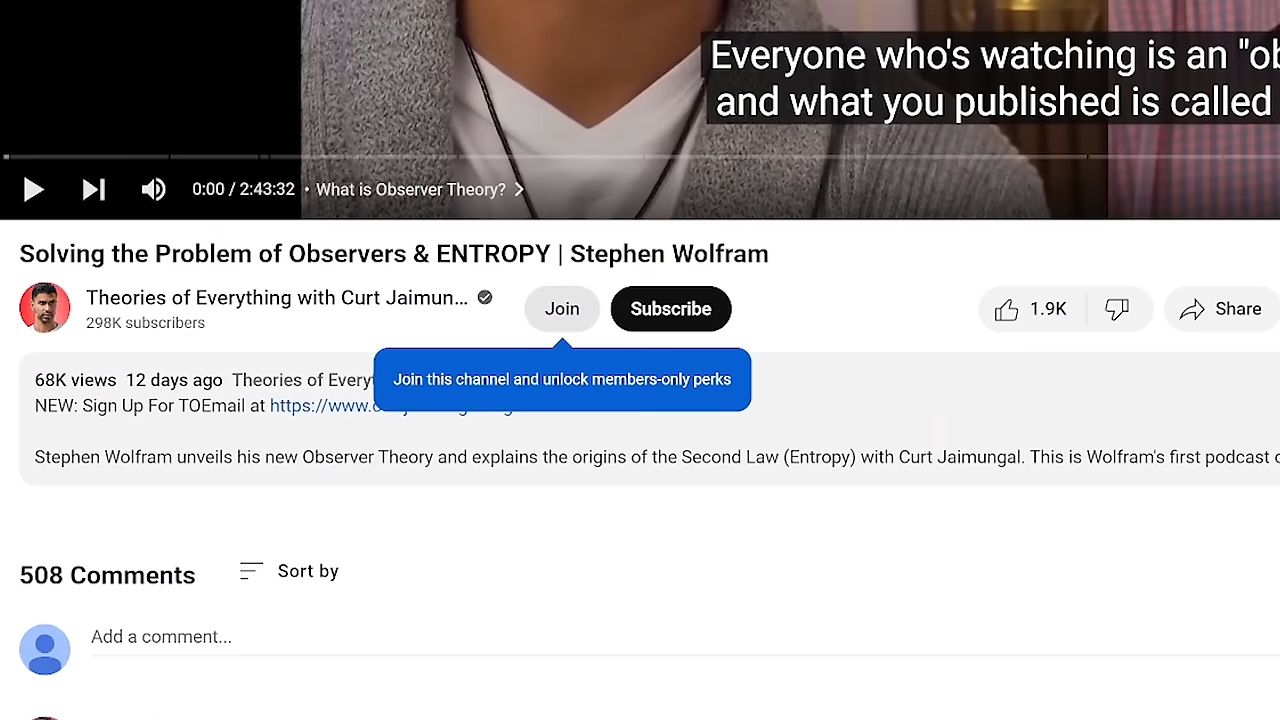 Everyone who's watching is an "ob
and what you published is called
0:00 / 2:43:32 • What is Observer Theory?
Solving the Problem of Observers & ENTROPY | Stephen Wolfram
Theories of Everything with Curt Jaimun...
298K subscribers
Join
Subscribe
1.9K
Share
Join this channel and unlock members-only perks
68K views 12 days ago Theories of Everyt
NEW: Sign Up For TOEmail at https://www.c
Stephen Wolfram unveils his new Observer Theory and explains the origins of the Second Law (Entropy) with Curt Jaimungal. This is Wolfram's first podcast
508 Comments
Sort by
Add a comment...